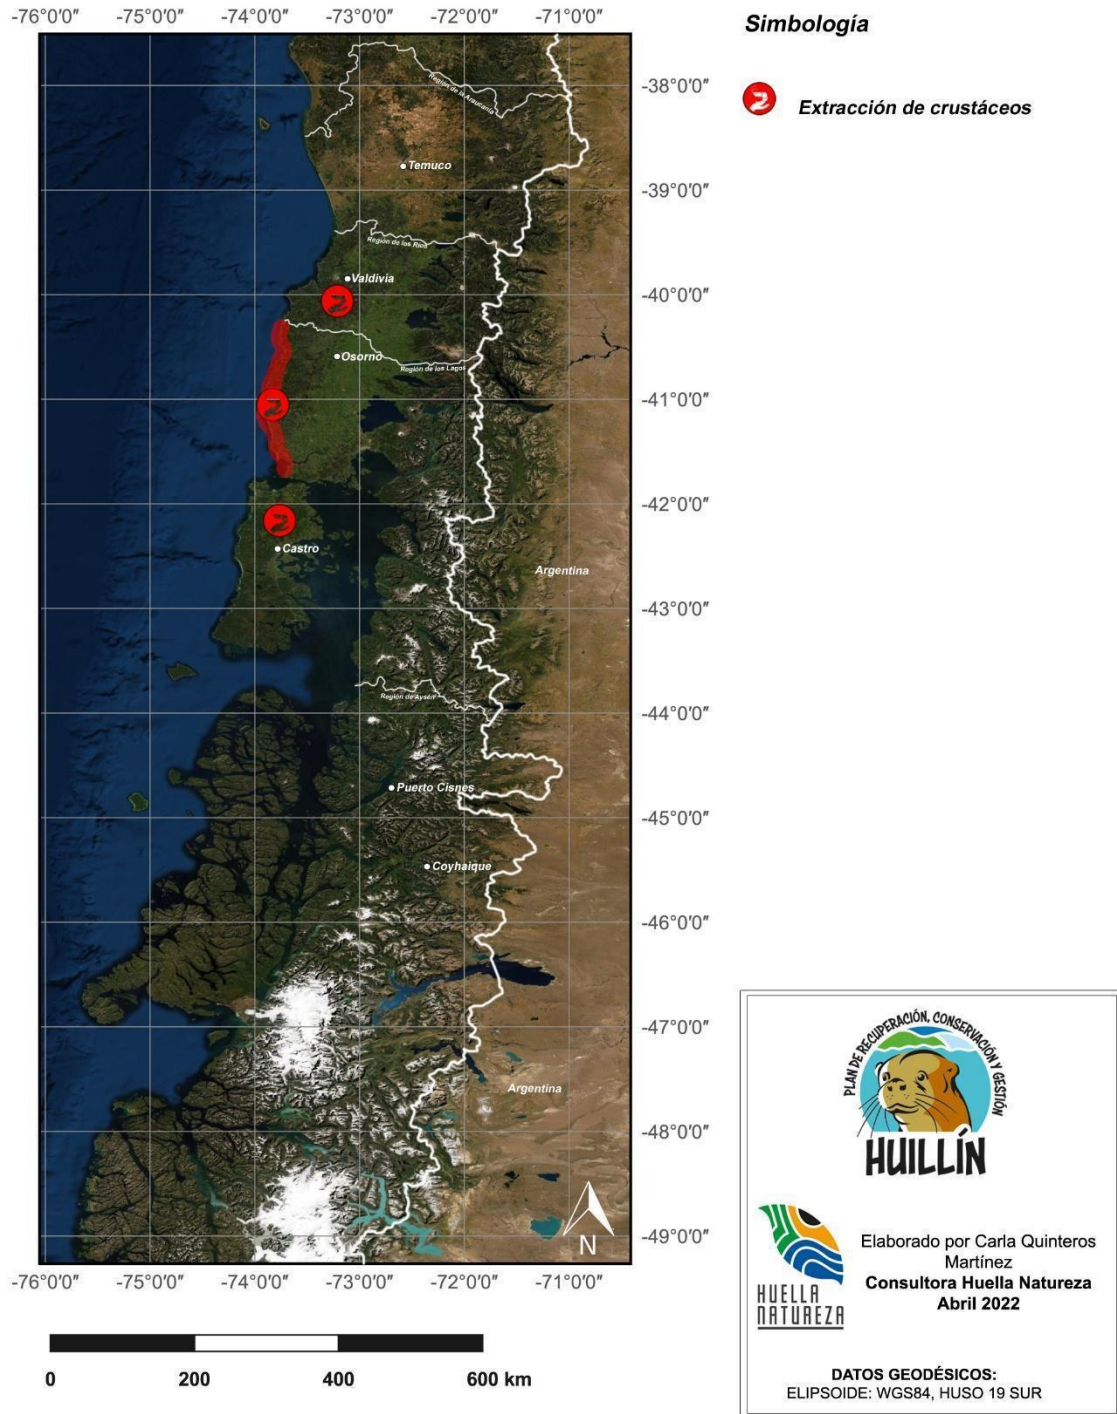 -76°0'0" -75°0'0" -74°0'0" -73°0'0" -72°0'0" -71°0'0"
Simbología
Extracción de crustáceos
-38°0'0"
-39°0'0"
-40°0'0"
-41°0'0"
-42°0'0"
-43°0'0"
-44°0'0"
-45°0'0"
-46°0'0"
-47°0'0"
-48°0'0"
-49°0'0"
Región de la Araucanía
Temuco
Región de los Ríos
Valdivia
Osorno
Región de los Lagos
Castro
Argentina
Región de Aysén
Puerto Cisnes
Coyhaique
Argentina
N
-76°0'0" -75°0'0" -74°0'0" -73°0'0" -72°0'0" -71°0'0"
0 200 400 600 km
PLAN DE RECUPERACIÓN, CONSERVACIÓN Y GESTIÓN
HUILLÍN
HUELLA
NATUREZA
Elaborado por Carla Quinteros
Martínez
Consultora Huella Natureza
Abril 2022
DATOS GEODÉSICOS:
ELIPSOIDE: WGS84, HUSO 19 SUR